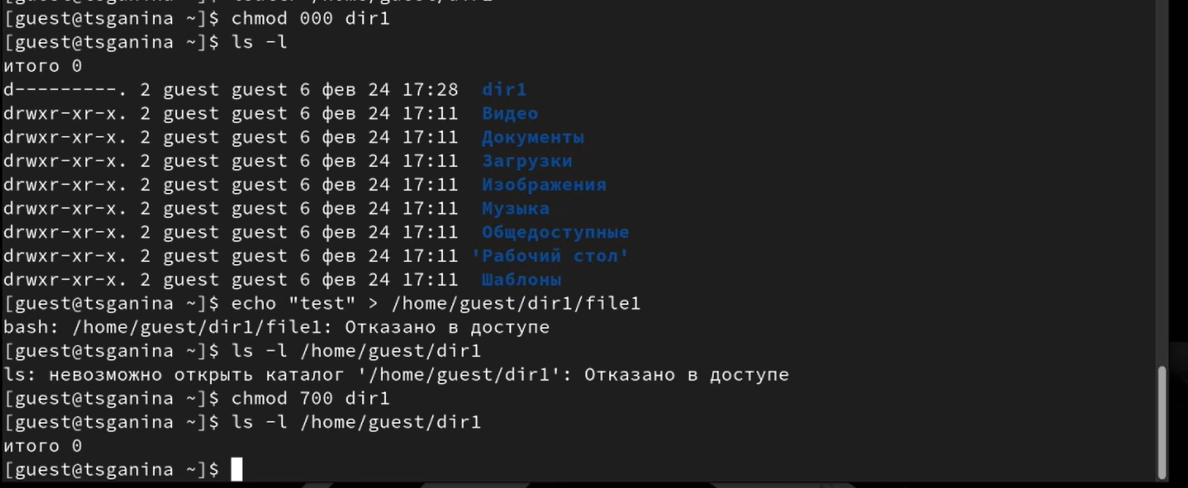 [guest@tsganina ~]$ chmod 000 dir1
[guest@tsganina ~]$ ls -l
итого 0
d---------. 2 guest guest 6 фев 24 17:28  dir1
drwxr-xr-x. 2 guest guest 6 фев 24 17:11  Видео
drwxr-xr-x. 2 guest guest 6 фев 24 17:11  Документы
drwxr-xr-x. 2 guest guest 6 фев 24 17:11  Загрузки
drwxr-xr-x. 2 guest guest 6 фев 24 17:11  Изображения
drwxr-xr-x. 2 guest guest 6 фев 24 17:11  Музыка
drwxr-xr-x. 2 guest guest 6 фев 24 17:11  Общедоступные
drwxr-xr-x. 2 guest guest 6 фев 24 17:11 'Рабочий стол'
drwxr-xr-x. 2 guest guest 6 фев 24 17:11  Шаблоны
[guest@tsganina ~]$ echo "test" > /home/guest/dir1/file1
bash: /home/guest/dir1/file1: Отказано в доступе
[guest@tsganina ~]$ ls -l /home/guest/dir1
ls: невозможно открыть каталог '/home/guest/dir1': Отказано в доступе
[guest@tsganina ~]$ chmod 700 dir1
[guest@tsganina ~]$ ls -l /home/guest/dir1
итого 0
[guest@tsganina ~]$